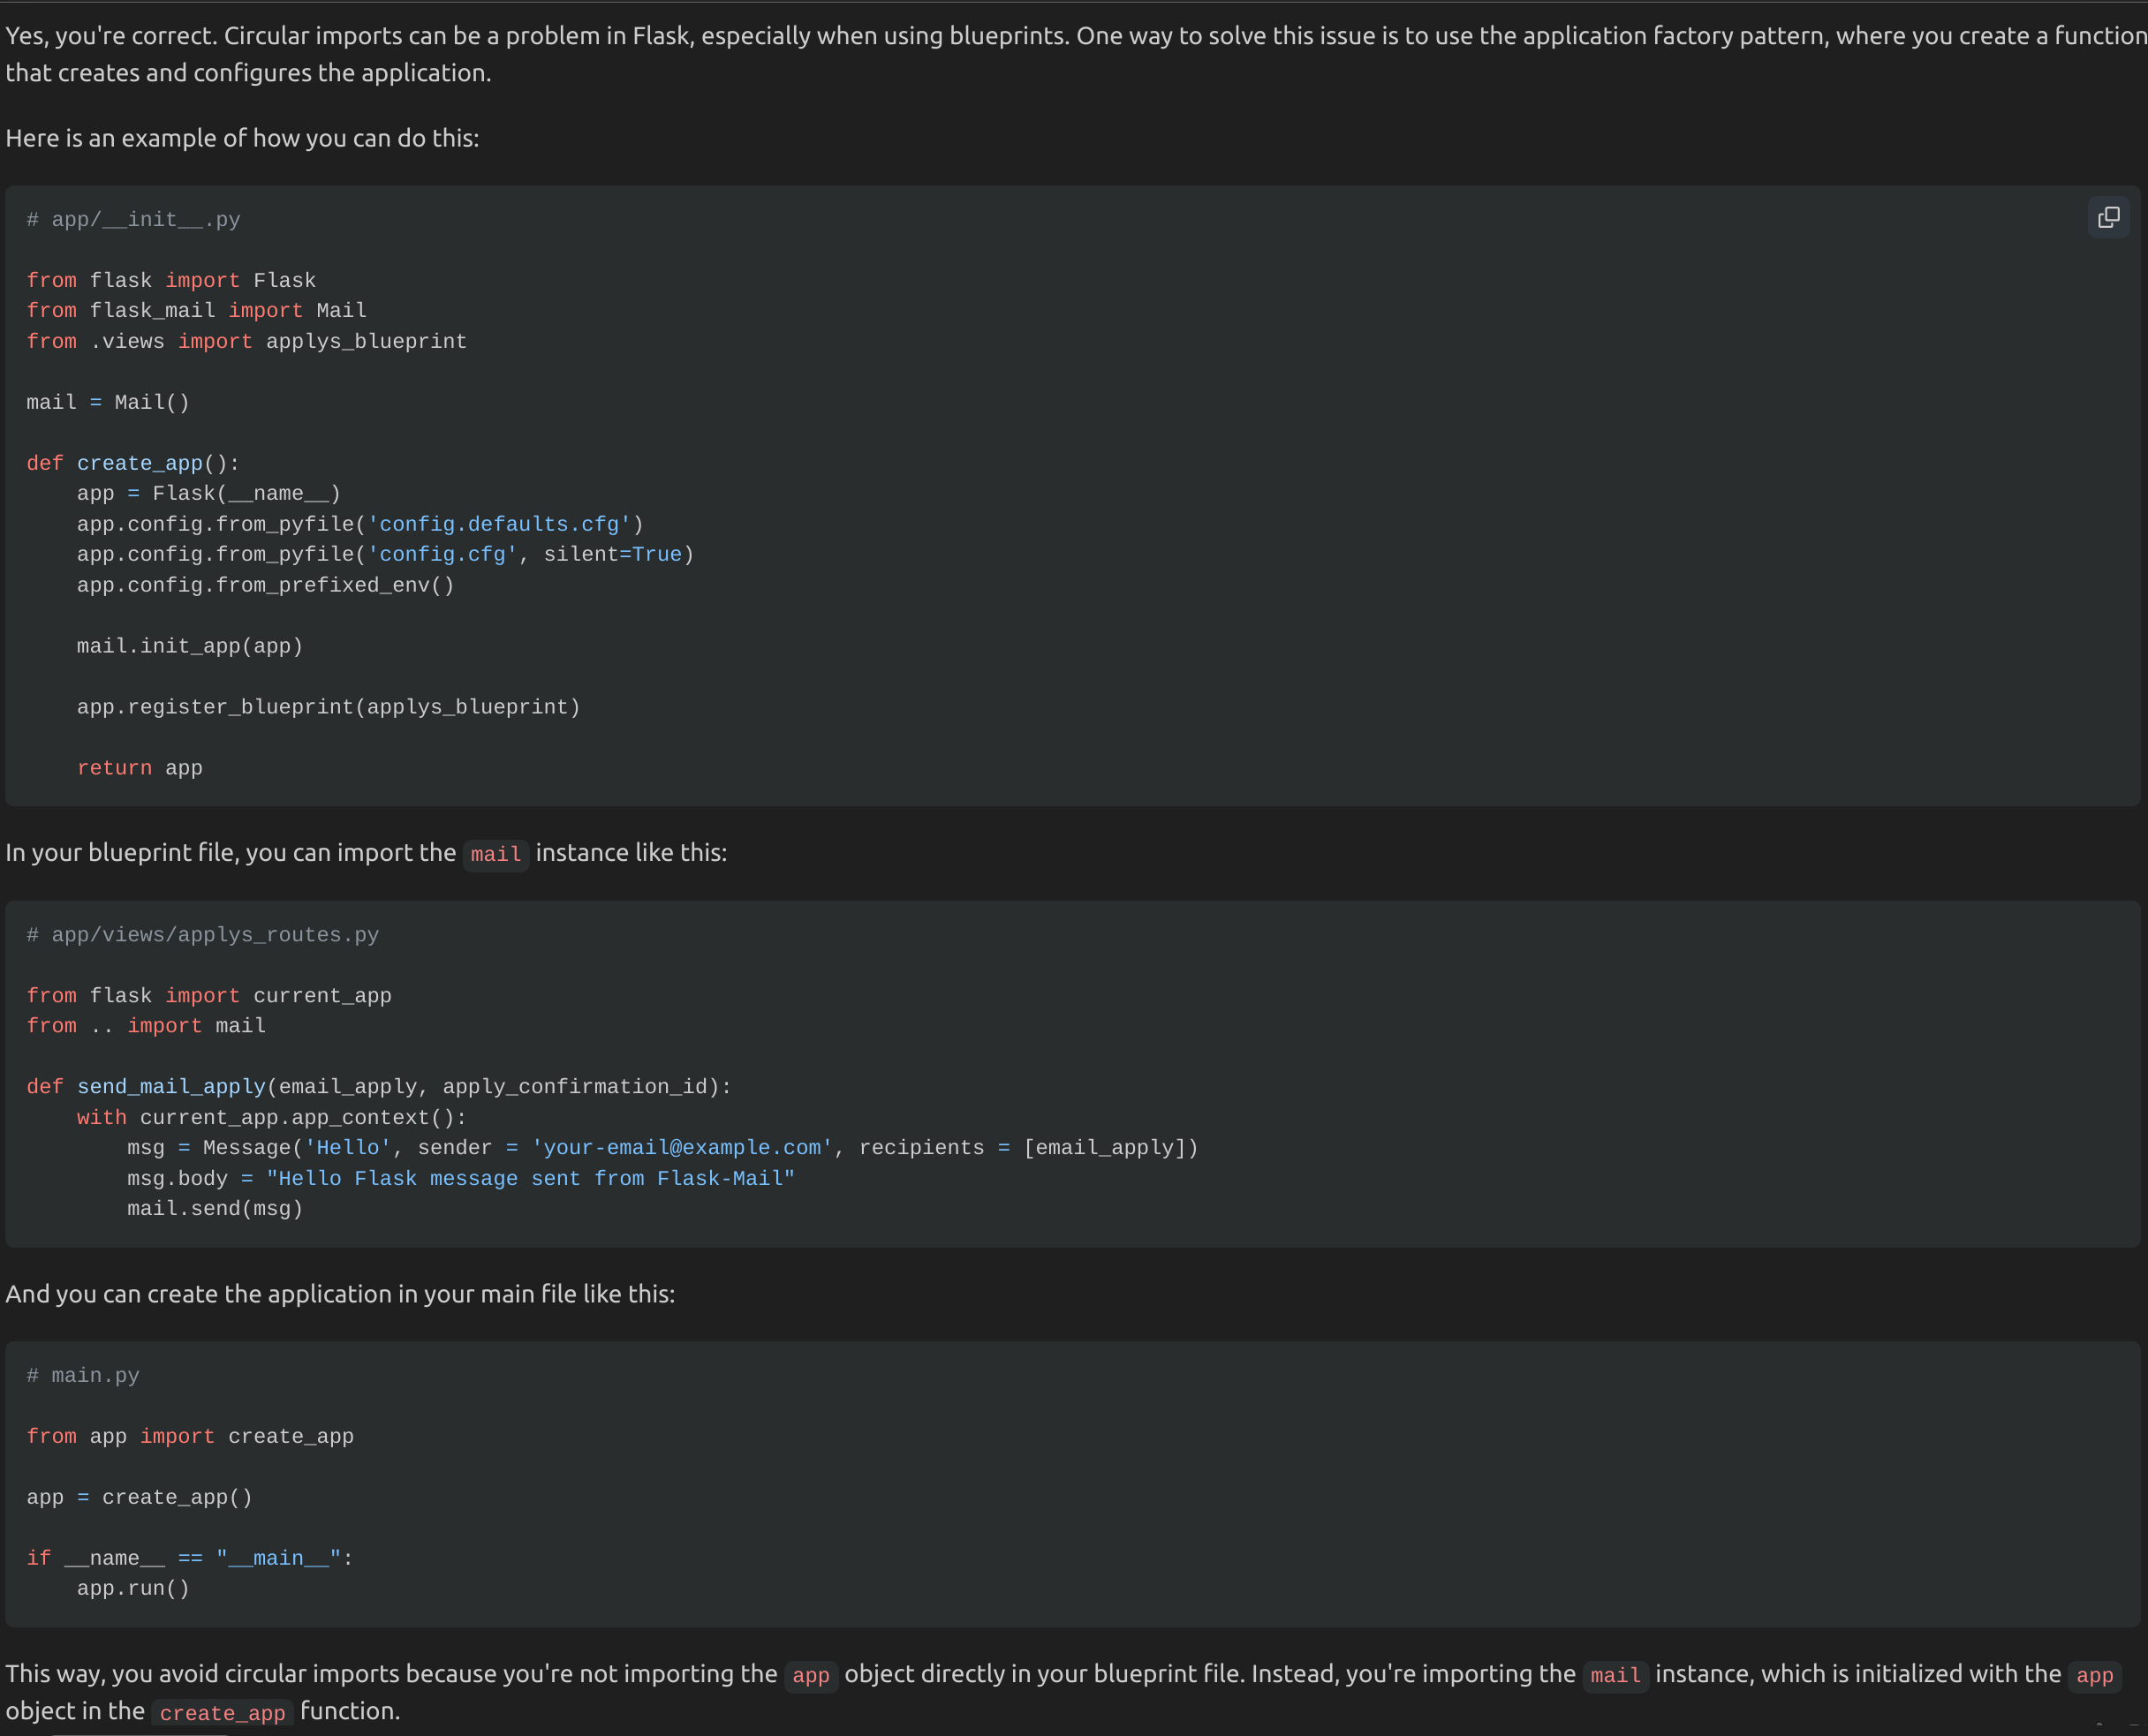 Yes, you're correct. Circular imports can be a problem in Flask, especially when using blueprints. One way to solve this issue is to use the application factory pattern, where you create a function
that creates and configures the application.
Here is an example of how you can do this:
# app/__init__.py
from flask import Flask
from flask_mail import Mail
from .views import applys_blueprint
mail = Mail()
def create_app():
    app = Flask(__name__)
    app.config.from_pyfile('config.defaults.cfg')
    app.config.from_pyfile('config.cfg', silent=True)
    app.config.from_prefixed_env()
    mail.init_app(app)
    app.register_blueprint(applys_blueprint)
    return app
In your blueprint file, you can import the mail instance like this:
# app/views/applys_routes.py
from flask import current_app
from .. import mail
def send_mail_apply(email_apply, apply_confirmation_id):
    with current_app.app_context():
        msg = Message('Hello', sender = 'your-email@example.com', recipients = [email_apply])
        msg.body = "Hello Flask message sent from Flask-Mail"
        mail.send(msg)
And you can create the application in your main file like this:
# main.py
from app import create_app
app = create_app()
if __name__ == "__main__":
    app.run()
This way, you avoid circular imports because you're not importing the app object directly in your blueprint file. Instead, you're importing the mail instance, which is initialized with the app
object in the create_app function.